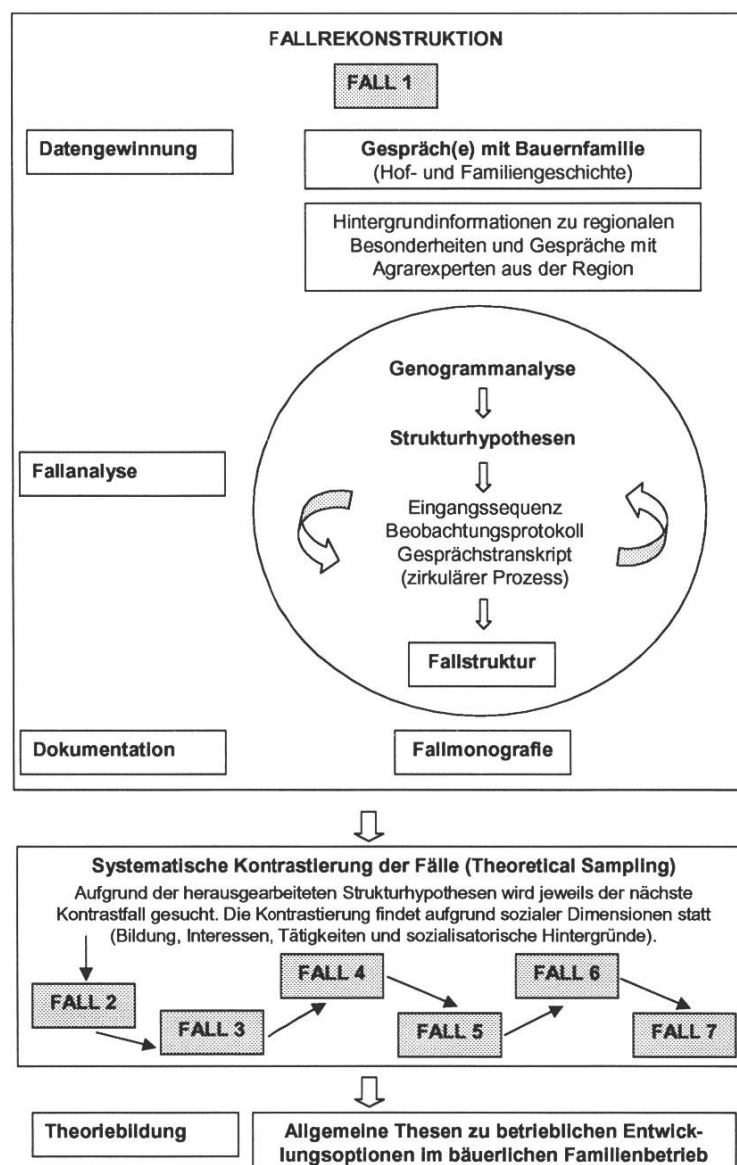 FALLREKONSTRUKTION
FALL 1
Datengewinnung
Gespräch(e) mit Bauernfamilie
(Hof- und Familiengeschichte)
Hintergrundinformationen zu regionalen
Besonderheiten und Gespräche mit
Agrarexperten aus der Region
Genogrammanalyse
Strukturhypothesen
Fallanalyse
Eingangssequenz
Beobachtungsprotokoll
Gesprächstranskript
(zirkulärer Prozess)
Fallstruktur
Dokumentation
Fallmonografie
Systematische Kontrastierung der Fälle (Theoretical Sampling)
Aufgrund der herausgearbeiteten Strukturhypothesen wird jeweils der nächste
Kontrastfall gesucht. Die Kontrastierung findet aufgrund sozialer Dimensionen statt
(Bildung, Interessen, Tätigkeiten und sozialisatorische Hintergründe).
FALL 2
FALL 3
FALL 4
FALL 5
FALL 6
FALL 7
Theoriebildung
Allgemeine Thesen zu betrieblichen Entwick-
lungsoptionen im bäuerlichen Familienbetrieb